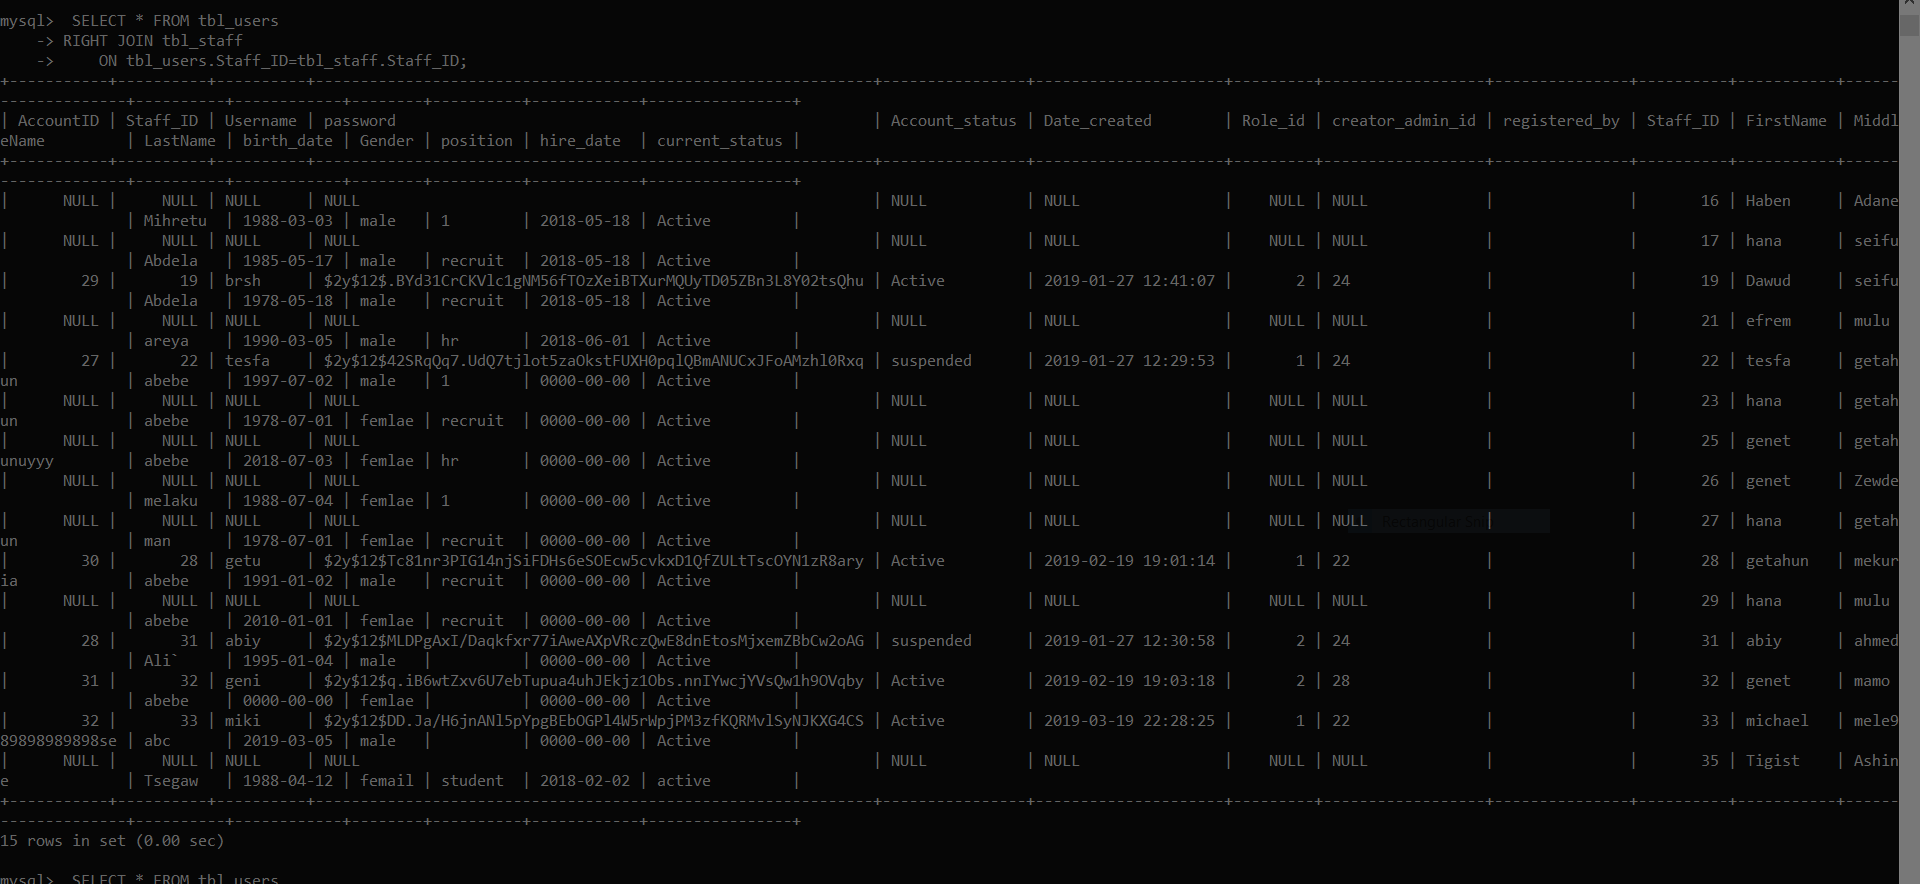 mysql>  SELECT * FROM tbl_users
    -> RIGHT JOIN tbl_staff
    ->     ON tbl_users.Staff_ID=tbl_staff.Staff_ID;
| AccountID | Staff_ID | Username | password                                                     | Account_status | Date_created        | Role_id | creator_admin_id | registered_by | Staff_ID | FirstName | Middl
eName         | LastName | birth_date | Gender | position | hire_date  | current_status |
|      NULL |     NULL | NULL     | NULL                                                         | NULL           | NULL                |    NULL | NULL             |               |       16 | Haben     | Adane
              | Mihretu  | 1988-03-03 | male   | 1        | 2018-05-18 | Active         |
|      NULL |     NULL | NULL     | NULL                                                         | NULL           | NULL                |    NULL | NULL             |               |       17 | hana      | seifu
              | Abdela   | 1985-05-17 | male   | recruit  | 2018-05-18 | Active         |
|        29 |       19 | brsh     | $2y$12$.BYd31CrCKVlc1gNM56fTOzXeiBTXurMQUyTD05ZBn3L8Y02tsQhu | Active         | 2019-01-27 12:41:07 |       2 | 24               |               |       19 | Dawud     | seifu
              | Abdela   | 1978-05-18 | male   | recruit  | 2018-05-18 | Active         |
|      NULL |     NULL | NULL     | NULL                                                         | NULL           | NULL                |    NULL | NULL             |               |       21 | efrem     | mulu
              | areya    | 1990-03-05 | male   | hr       | 2018-06-01 | Active         |
|        27 |       22 | tesfa    | $2y$12$42SRqQq7.UdQ7tjlot5zaOkstFUXH0pqlQBmANUCxJFoAMzhl0Rxq | suspended      | 2019-01-27 12:29:53 |       1 | 24               |               |       22 | tesfa     | getah
un            | abebe    | 1997-07-02 | male   | 1        | 0000-00-00 | Active         |
|      NULL |     NULL | NULL     | NULL                                                         | NULL           | NULL                |    NULL | NULL             |               |       23 | hana      | getah
un            | abebe    | 1978-07-01 | femlae | recruit  | 0000-00-00 | Active         |
|      NULL |     NULL | NULL     | NULL                                                         | NULL           | NULL                |    NULL | NULL             |               |       25 | genet     | getah
unuyyy        | abebe    | 2018-07-03 | femlae | hr       | 0000-00-00 | Active         |
|      NULL |     NULL | NULL     | NULL                                                         | NULL           | NULL                |    NULL | NULL             |               |       26 | genet     | Zewde
              | melaku   | 1988-07-04 | femlae | 1        | 0000-00-00 | Active         |
|      NULL |     NULL | NULL     | NULL                                                         | NULL           | NULL                |    NULL | NULL             |               |       27 | hana      | getah
un            | man      | 1978-07-01 | femlae | recruit  | 0000-00-00 | Active         |
|        30 |       28 | getu     | $2y$12$Tc81nr3PIG14njSiFDHs6eSOEcw5cvkxD1QfZULtTscOYN1zR8ary | Active         | 2019-02-19 19:01:14 |       1 | 22               |               |       28 | getahun   | mekur
ia            | abebe    | 1991-01-02 | male   | recruit  | 0000-00-00 | Active         |
|      NULL |     NULL | NULL     | NULL                                                         | NULL           | NULL                |    NULL | NULL             |               |       29 | hana      | mulu
              | abebe    | 2010-01-01 | femlae | recruit  | 0000-00-00 | Active         |
|        28 |       31 | abiy     | $2y$12$MLDPgAxI/Daqkfxr77iAweAXpVRczQwE8dnEtosMjxemZBbCw2oAG | suspended      | 2019-01-27 12:30:58 |       2 | 24               |               |       31 | abiy      | ahmed
              | Ali`     | 1995-01-04 | male   |          | 0000-00-00 | Active         |
|        31 |       32 | geni     | $2y$12$q.iB6wtZxv6U7ebTupua4uhJEkjz1Obs.nnIYwcjYVsQw1h9OVqby | Active         | 2019-02-19 19:03:18 |       2 | 28               |               |       32 | genet     | mamo
              | abebe    | 0000-00-00 | femlae |          | 0000-00-00 | Active         |
|        32 |       33 | miki     | $2y$12$DD.Ja/H6jnANl5pYpgBEbOGPl4W5rWpjPM3zfKQRMvlSyNJKXG4CS | Active         | 2019-03-19 22:28:25 |       1 | 22               |               |       33 | michael   | mele9
89898989898se | abc      | 2019-03-05 | male   |          | 0000-00-00 | Active         |
|      NULL |     NULL | NULL     | NULL                                                         | NULL           | NULL                |    NULL | NULL             |               |       35 | Tigist    | Ashin
e             | Tsegaw   | 1988-04-12 | femail | student  | 2018-02-02 | active         |
15 rows in set (0.00 sec)
mysql>  SELECT * FROM tbl_users